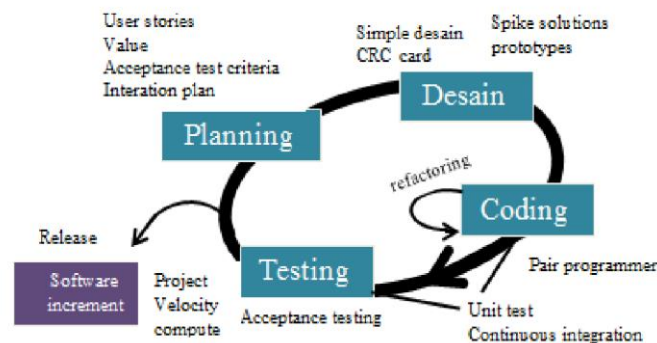 User stories
Value
Acceptance test criteria
Interation plan
Simple desain
CRC card
Spike solutions
prototypes
Desain
Planning
refactoring
Coding
Release
Software
increment
Project
Velocity
compute
Testing
Acceptance testing
Pair programmer
Unit test
Continuous integration